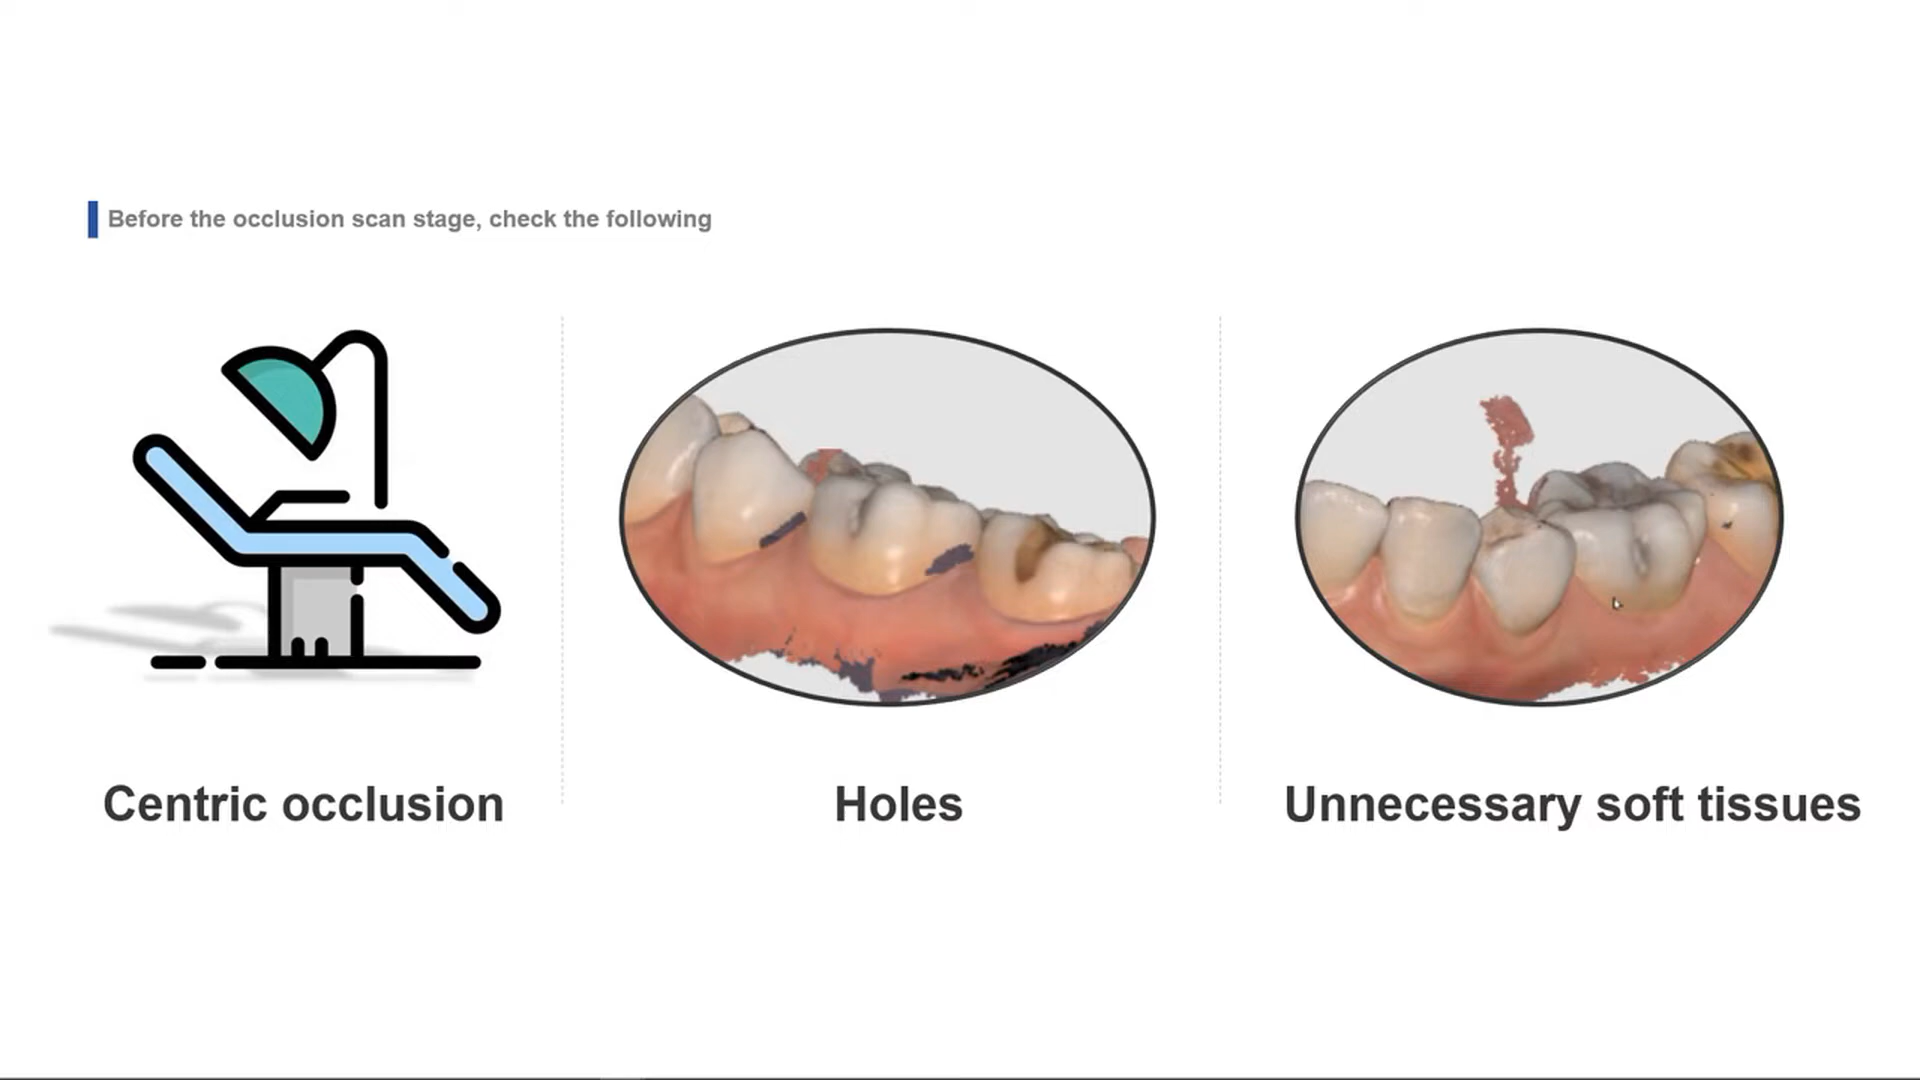 Before the occlusion scan stage, check the following
Centric occlusion
Holes
Unnecessary soft tissues